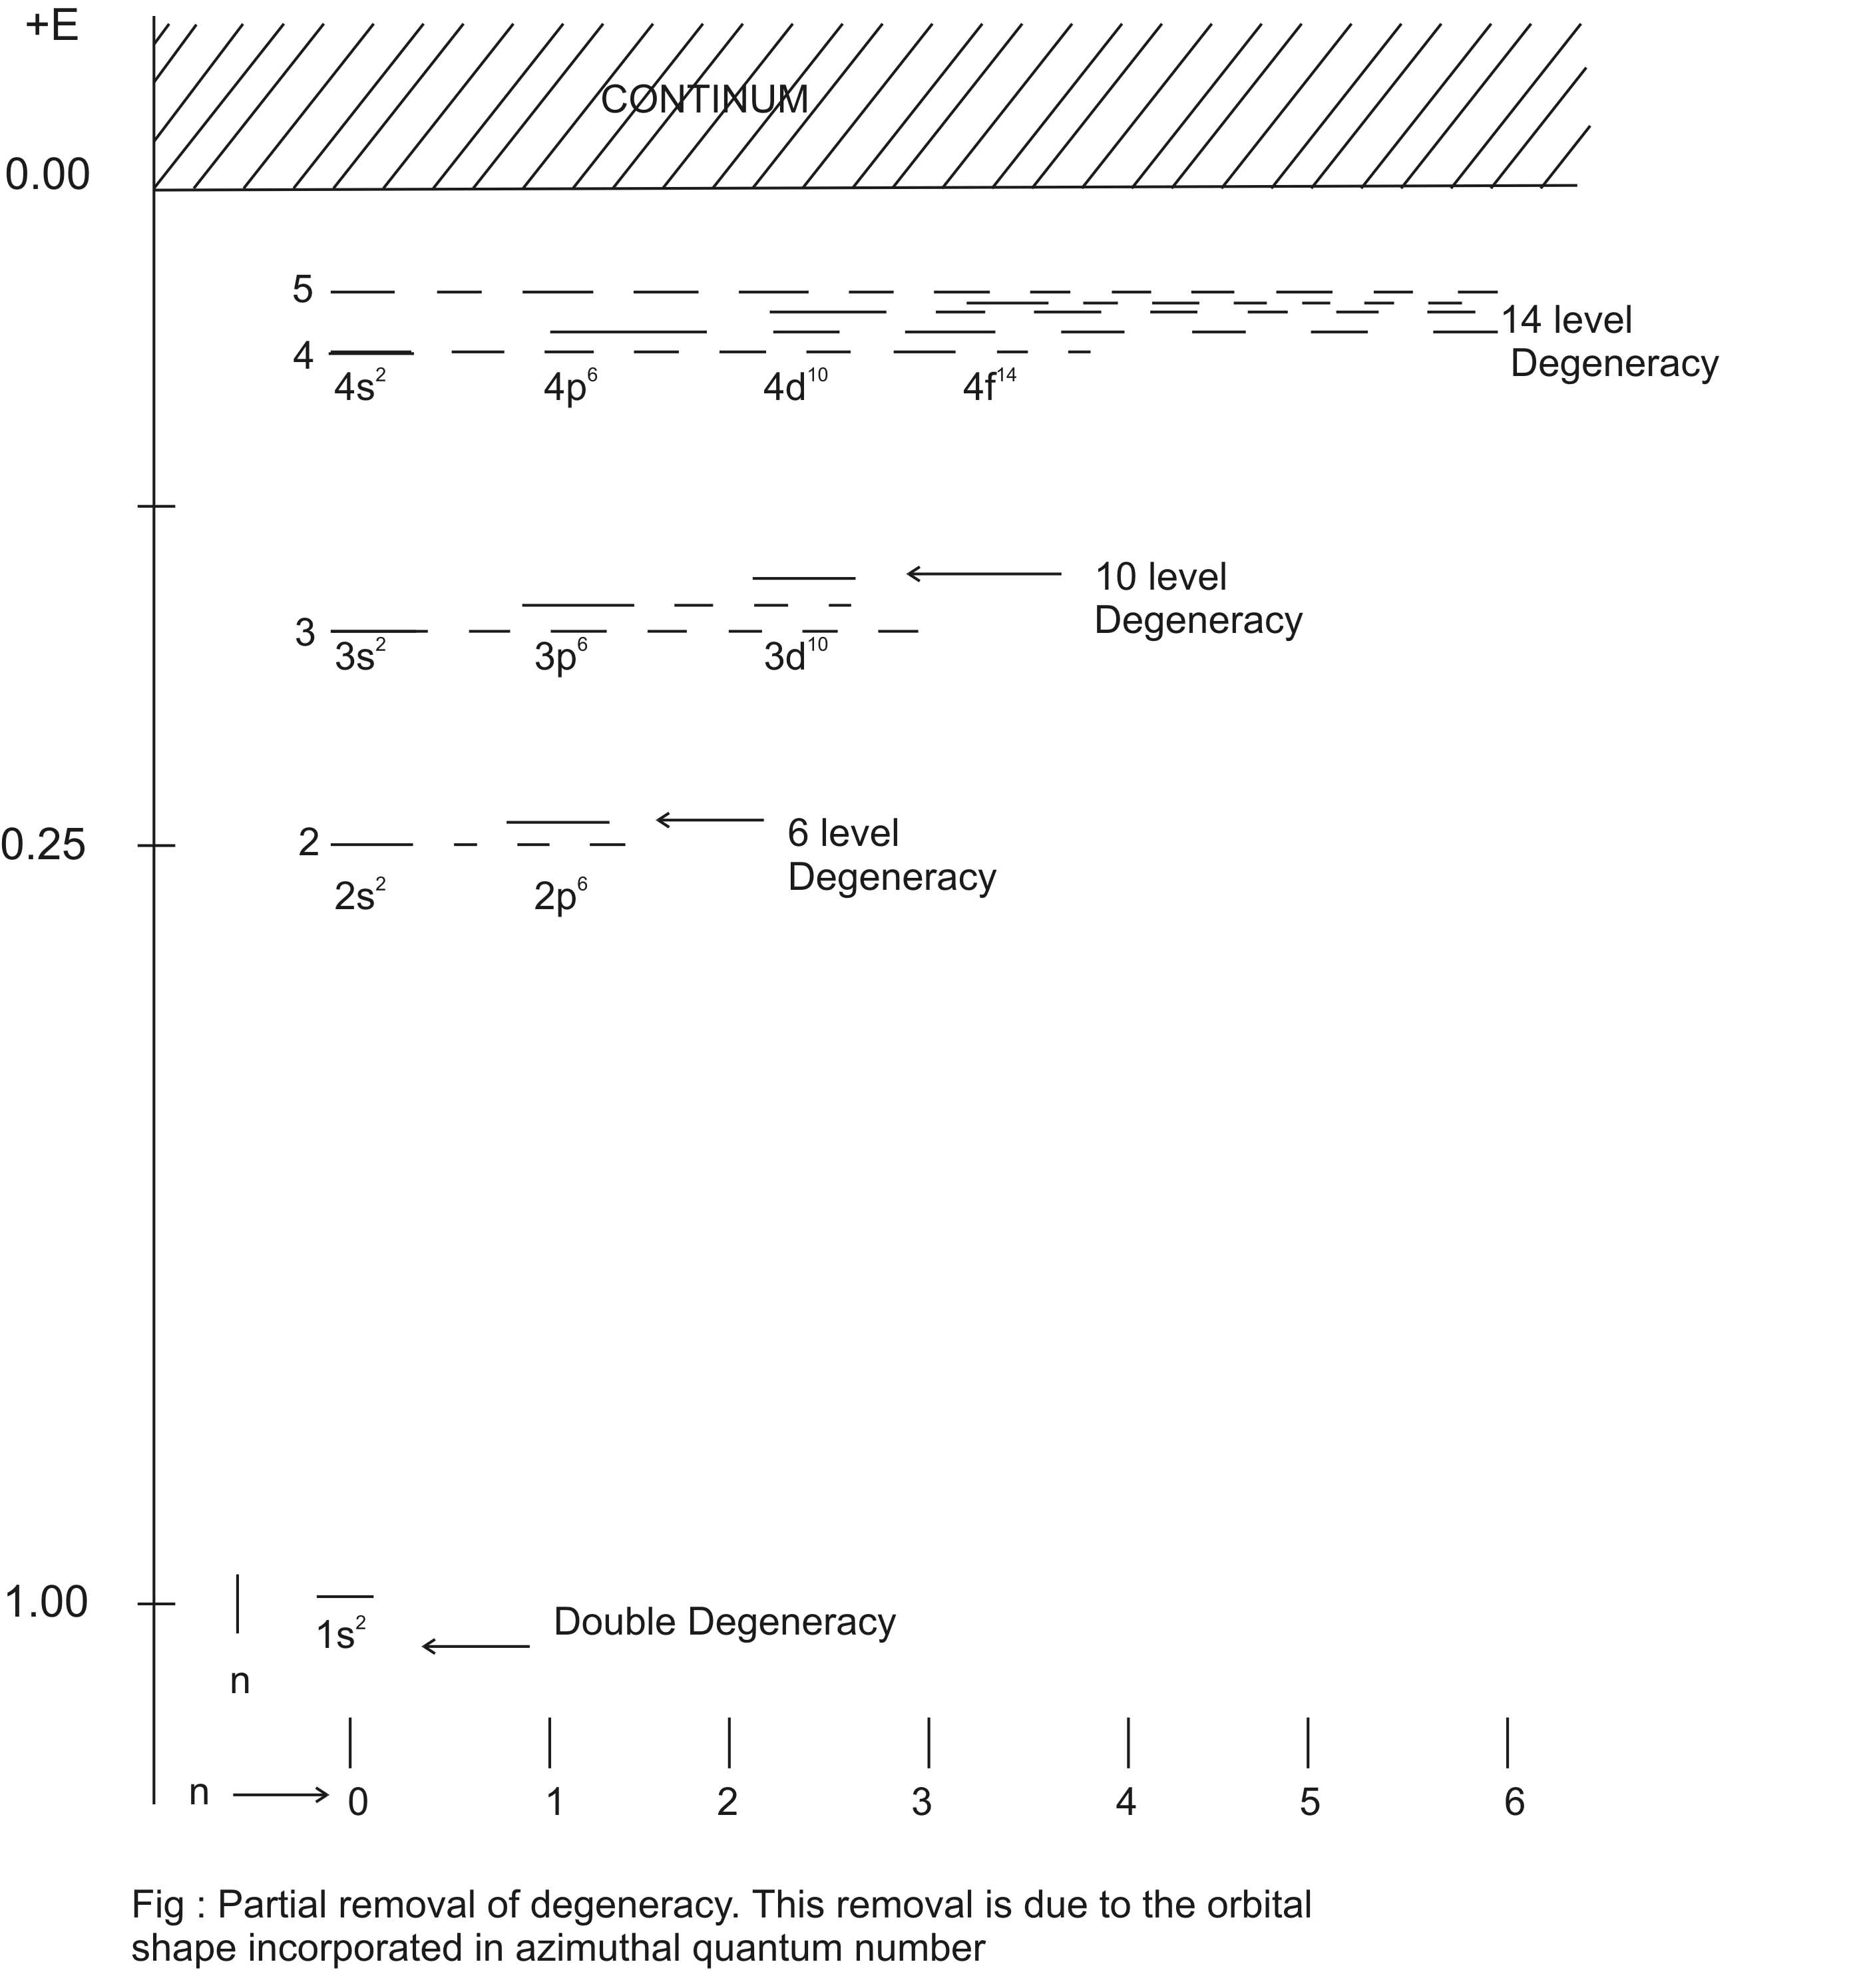 +E
CONTINUM
0.00
5
14 level
4
Degeneracy
4s² 4p⁶ 4d¹⁰ 4f¹⁴
10 level
Degeneracy
3
3s² 3p⁶ 3d¹⁰
0.25
2
6 level
Degeneracy
2s² 2p⁶
1.00
1s²
Double Degeneracy
n
n 0 1 2 3 4 5 6
Fig : Partial removal of degeneracy. This removal is due to the orbital
shape incorporated in azimuthal quantum number